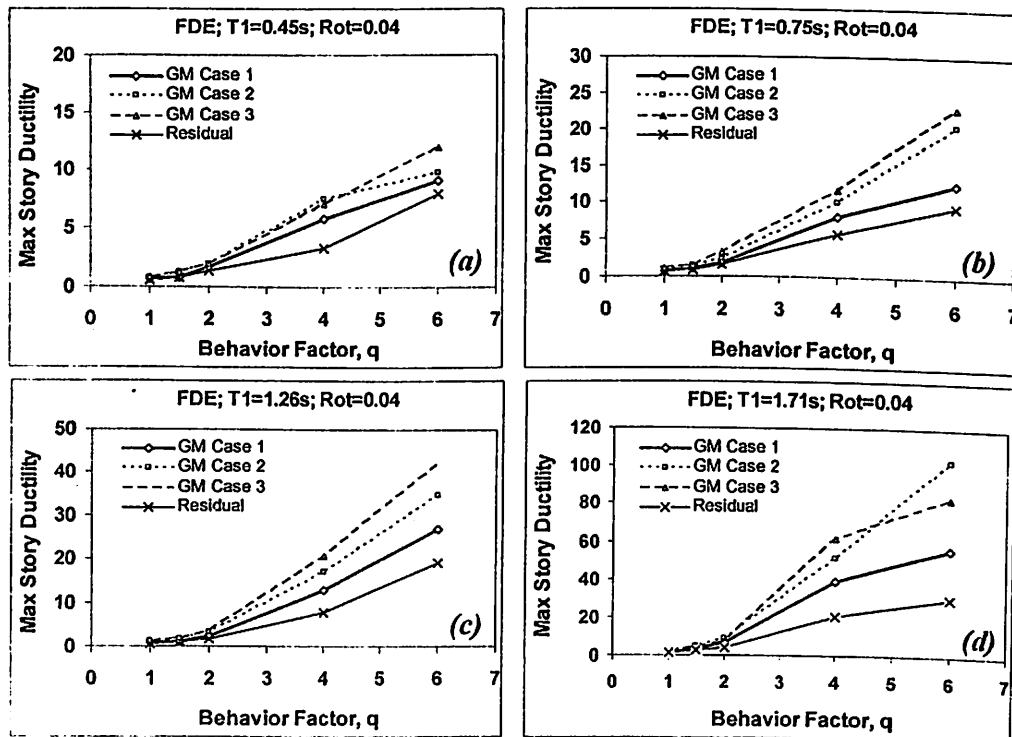 FDE; T1=0.45s; Rot=0.04
20
15
10
5
0
Max Story Ductility
GM Case 1
GM Case 2
GM Case 3
Residual
(a)
0 1 2 3 4 5 6 7
Behavior Factor, q
FDE; T1=0.75s; Rot=0.04
30
25
20
15
10
5
0
Max Story Ductility
GM Case 1
GM Case 2
GM Case 3
Residual
(b)
0 1 2 3 4 5 6 7
Behavior Factor, q
FDE; T1=1.26s; Rot=0.04
50
40
30
20
10
0
Max Story Ductility
GM Case 1
GM Case 2
GM Case 3
Residual
(c)
0 1 2 3 4 5 6 7
Behavior Factor, q
FDE; T1=1.71s; Rot=0.04
120
100
80
60
40
20
0
Max Story Ductility
GM Case 1
GM Case 2
GM Case 3
Residual
(d)
0 1 2 3 4 5 6 7
Behavior Factor, q